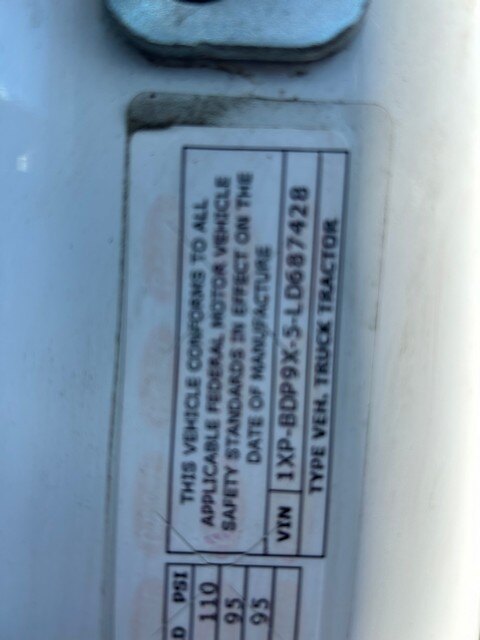 THIS VEHICLE CONFORMS TO ALL
APPLICABLE FEDERAL MOTOR VEHICLE
SAFETY STANDARDS IN EFFECT ON THE
DATE OF MANUFACTURE
VIN 1XP-BDP9X-5-LD687428
TYPE VEH. TRUCK TRACTOR
D PSI
110
95
95